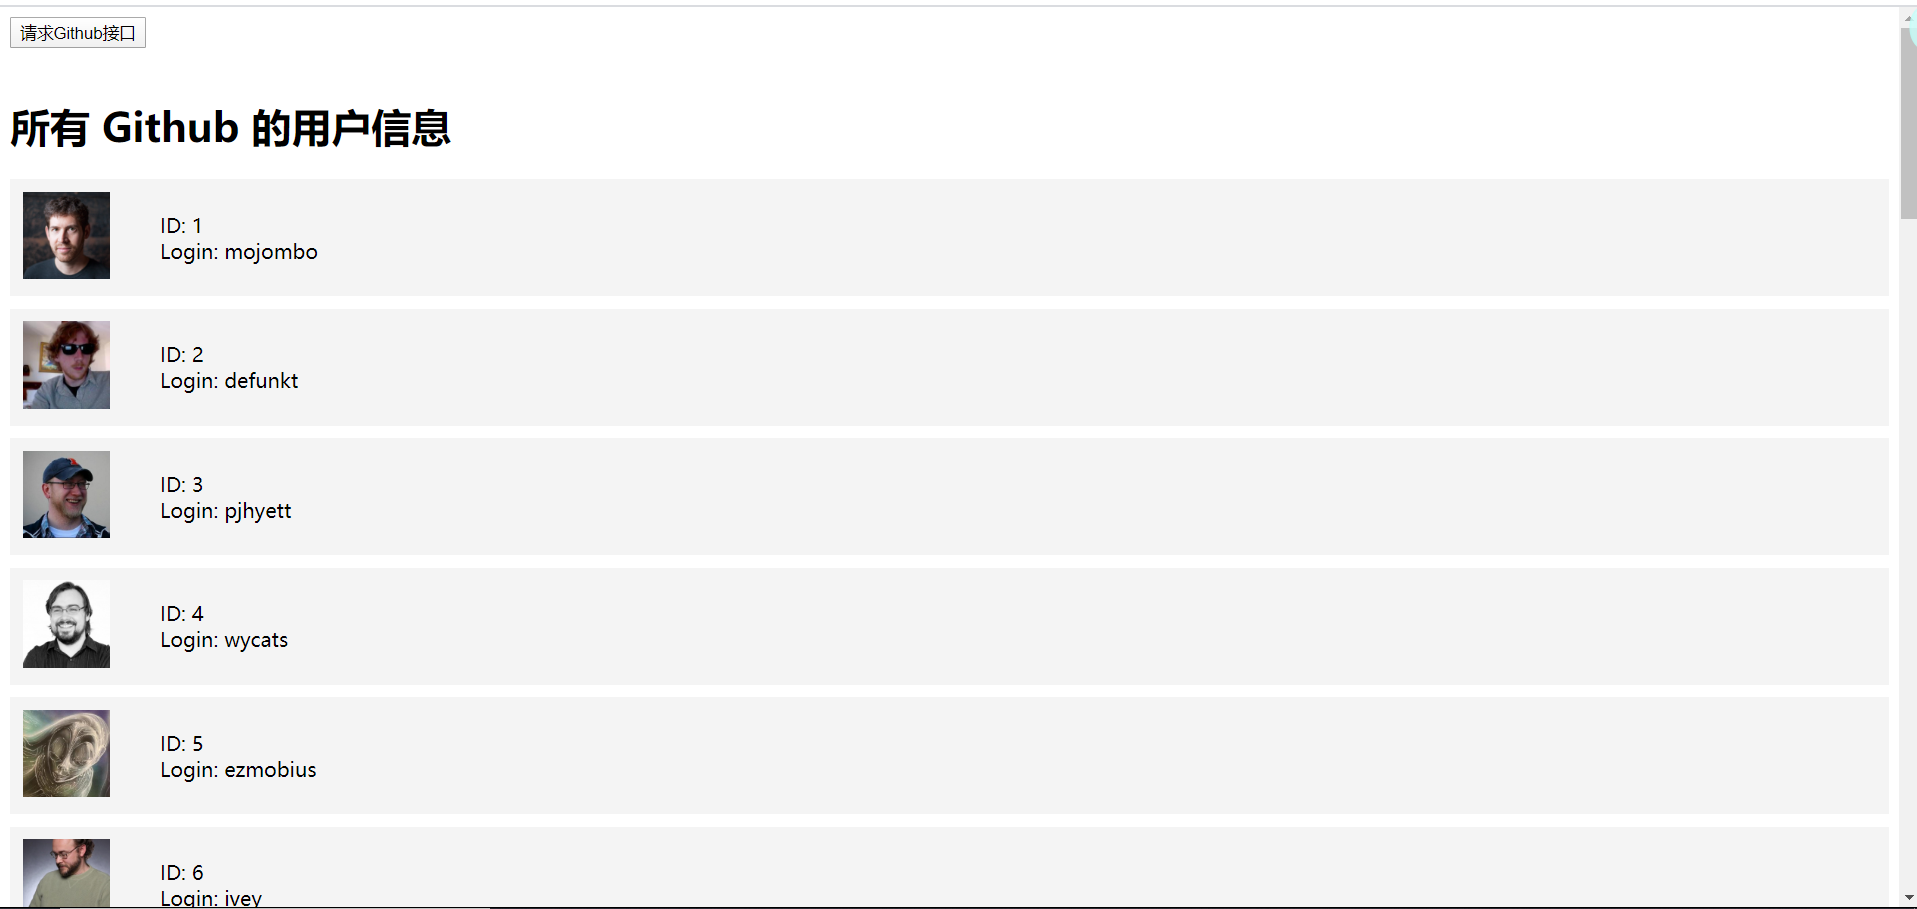 请求Github接口
所有 Github 的用户信息
ID: 1
Login: mojombo
ID: 2
Login: defunkt
ID: 3
Login: pjhyett
ID: 4
Login: wycats
ID: 5
Login: ezmobius
ID: 6
Login: ivey